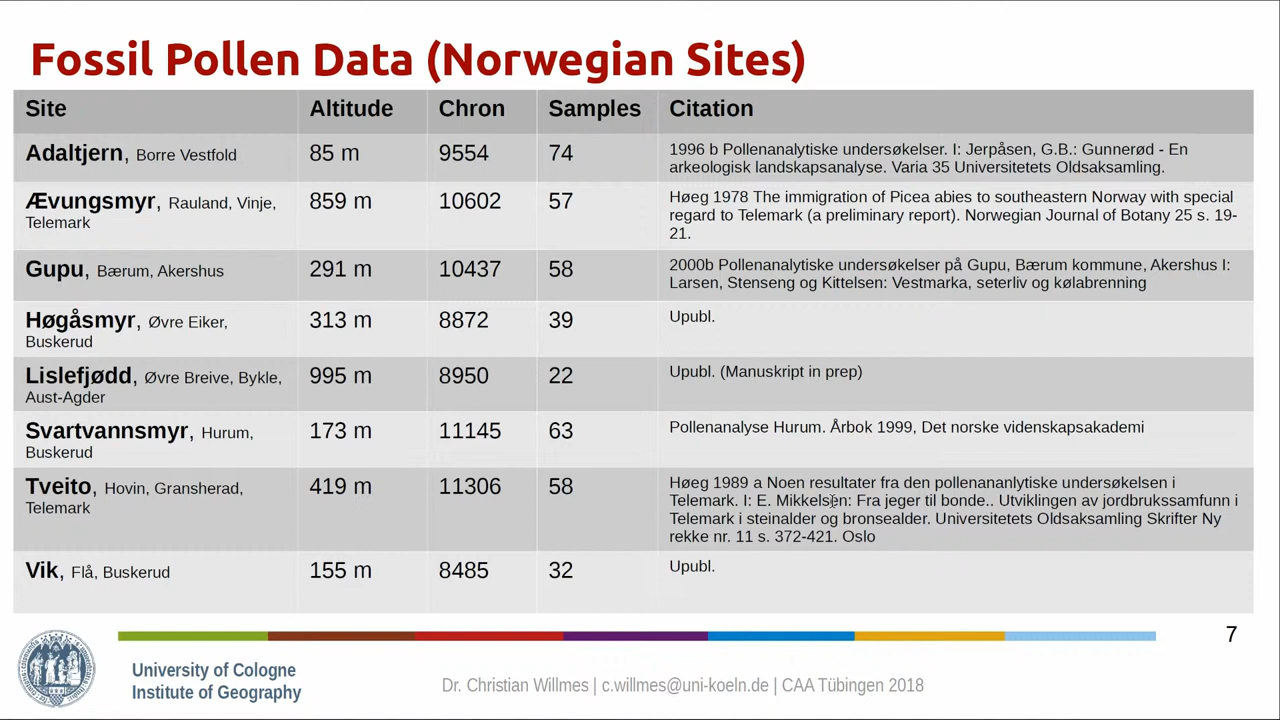 Fossil Pollen Data (Norwegian Sites)
Site Altitude Chron Samples Citation
Adaltjern, Borre Vestfold 85 m 9554 74 1996 b Pollenanalytiske undersøkelser. I: Jerpåsen, G.B.: Gunnerød - En
arkeologisk landskapsanalyse. Varia 35 Universitetets Oldsaksamling.
Ævungsmyr, Rauland, Vinje, 859 m 10602 57 Høeg 1978 The immigration of Picea abies to southeastern Norway with special
Telemark regard to Telemark (a preliminary report). Norwegian Journal of Botany 25 s. 19-
21.
Gupu, Bærum, Akershus 291 m 10437 58 2000b Pollenanalytiske undersøkelser på Gupu, Bærum kommune, Akershus I:
Larsen, Stenseng og Kittelsen: Vestmarka, seterliv og kølabrenning
Høgåsmyr, Øvre Eiker, 313 m 8872 39 Upubl.
Buskerud
Lislefjødd, Øvre Breive, Bykle, 995 m 8950 22 Upubl. (Manuskript in prep)
Aust-Agder
Svartvannsmyr, Hurum, 173 m 11145 63 Pollenanalyse Hurum. Årbok 1999, Det norske videnskapsakademi
Buskerud
Tveito, Hovin, Gransherad, 419 m 11306 58 Høeg 1989 a Noen resultater fra den pollenananlytiske undersøkelsen i
Telemark Telemark. I: E. Mikkelsen: Fra jeger til bonde.. Utviklingen av jordbrukssamfunn i
Telemark i steinalder og bronsealder. Universitetets Oldsaksamling Skrifter Ny
rekke nr. 11 s. 372-421. Oslo
Vik, Flå, Buskerud 155 m 8485 32 Upubl.
7
University of Cologne
Institute of Geography
Dr. Christian Willmes | c.willmes@uni-koeln.de | CAA Tübingen 2018